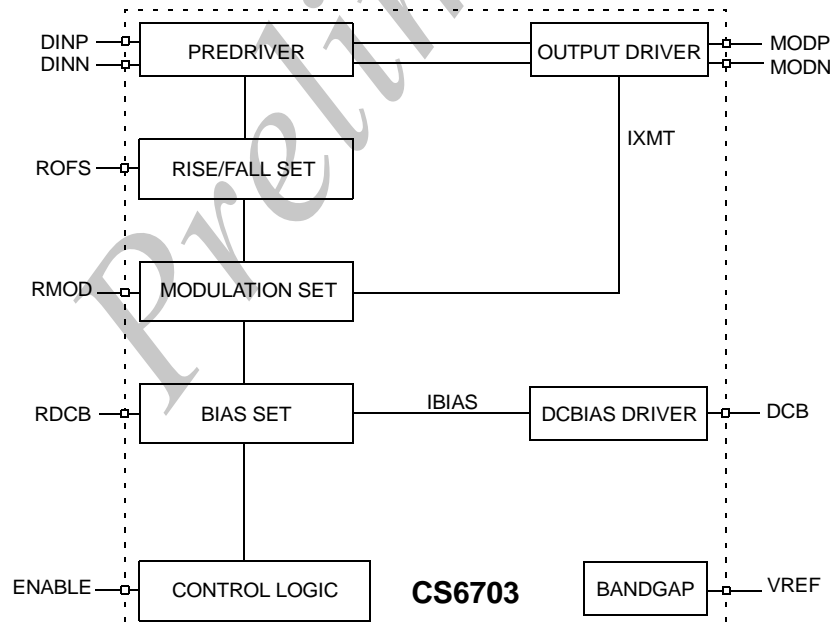 DINP
PREDRIVER
OUTPUT DRIVER
MODP
DINN
MODN
IXMT
ROFS
RISE/FALL SET
RMOD
MODULATION SET
RDCB
BIAS SET
IBIAS
DCBIAS DRIVER
DCB
ENABLE
CONTROL LOGIC
CS6703
BANDGAP
VREF